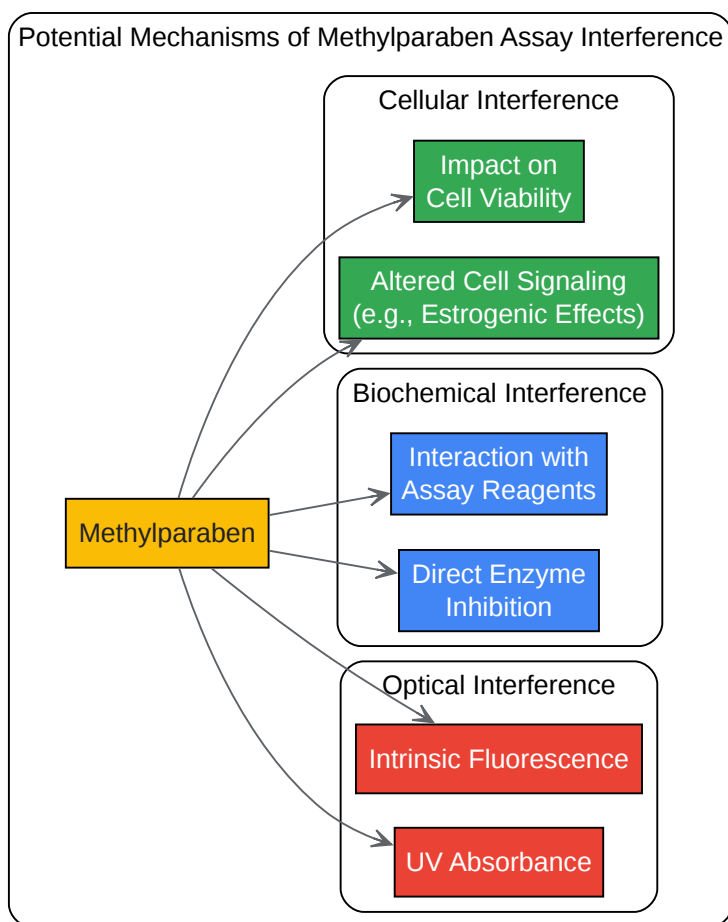 Potential Mechanisms of Methylparaben Assay Interference
Cellular Interference
Impact on
Cell Viability
Altered Cell Signaling
(e.g., Estrogenic Effects)
Biochemical Interference
Interaction with
Assay Reagents
Methylparaben
Direct Enzyme
Inhibition
Optical Interference
Intrinsic Fluorescence
UV Absorbance